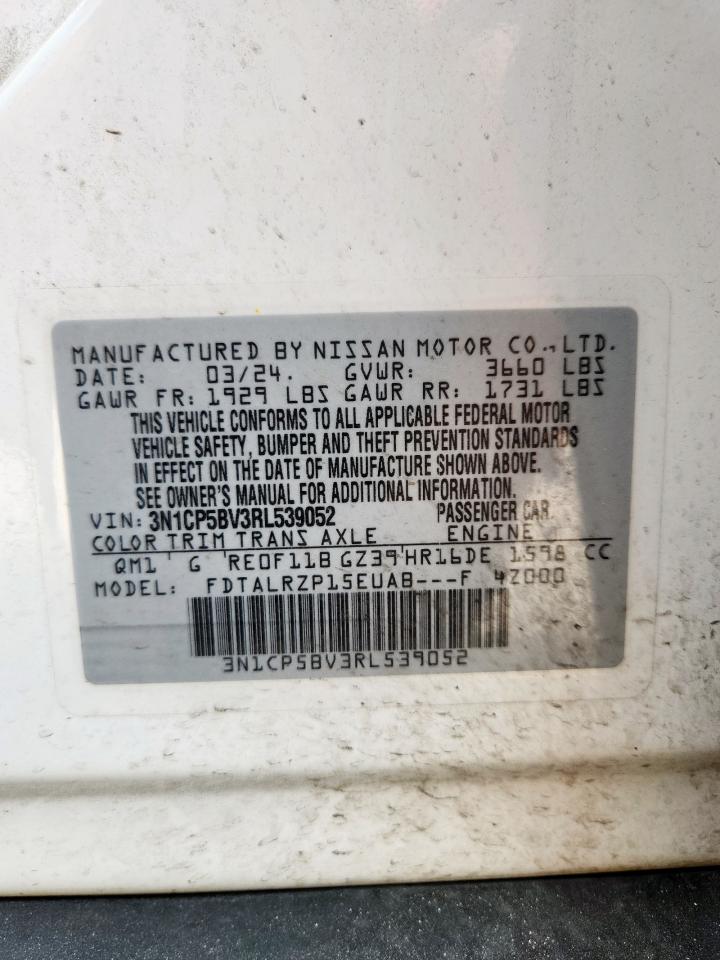 MANUFACTURED BY NISSAN MOTOR CO.,LTD.
DATE: 03/24. GVWR: 3660 LBS
GAWR FR: 1929 LBS GAWR RR: 1731 LBS
THIS VEHICLE CONFORMS TO ALL APPLICABLE FEDERAL MOTOR
VEHICLE SAFETY, BUMPER AND THEFT PREVENTION STANDARDS
IN EFFECT ON THE DATE OF MANUFACTURE SHOWN ABOVE.
SEE OWNER'S MANUAL FOR ADDITIONAL INFORMATION.
VIN: 3N1CP5BV3RL539052 PASSENGER CAR.
COLOR TRIM TRANS AXLE ENGINE
QM1 G RE0F11B GZ39 HR16DE 1598 CC
MODEL: FDTALRZP15EUAB---F 4Z000
3N1CP5BV3RL539052